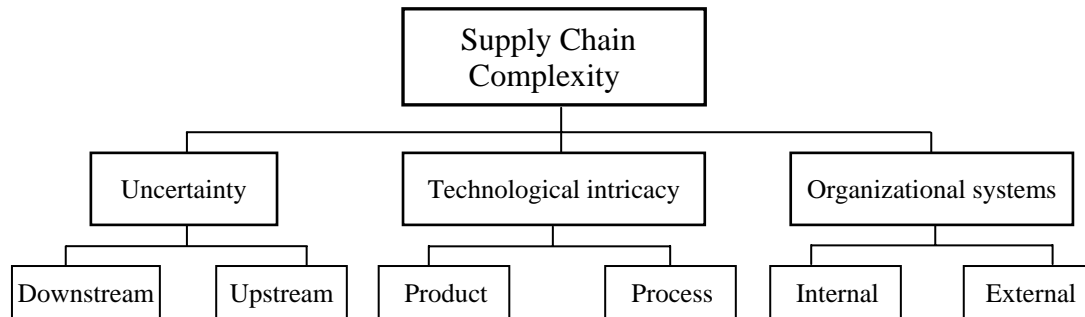 Supply Chain
Complexity
Uncertainty
Technological intricacy
Organizational systems
Downstream
Upstream
Product
Process
Internal
External